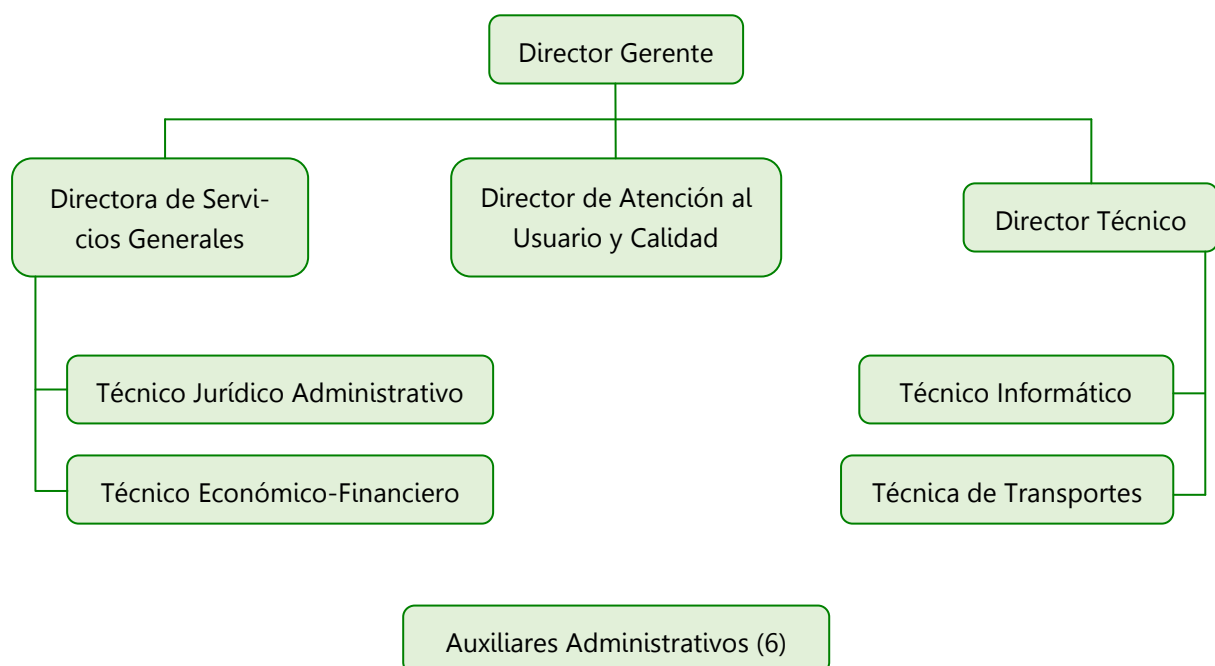 Director Gerente
Directora de Servi-
cios Generales
Director de Atención al
Usuario y Calidad
Director Técnico
Técnico Jurídico Administrativo
Técnico Informático
Técnico Económico-Financiero
Técnica de Transportes
Auxiliares Administrativos (6)